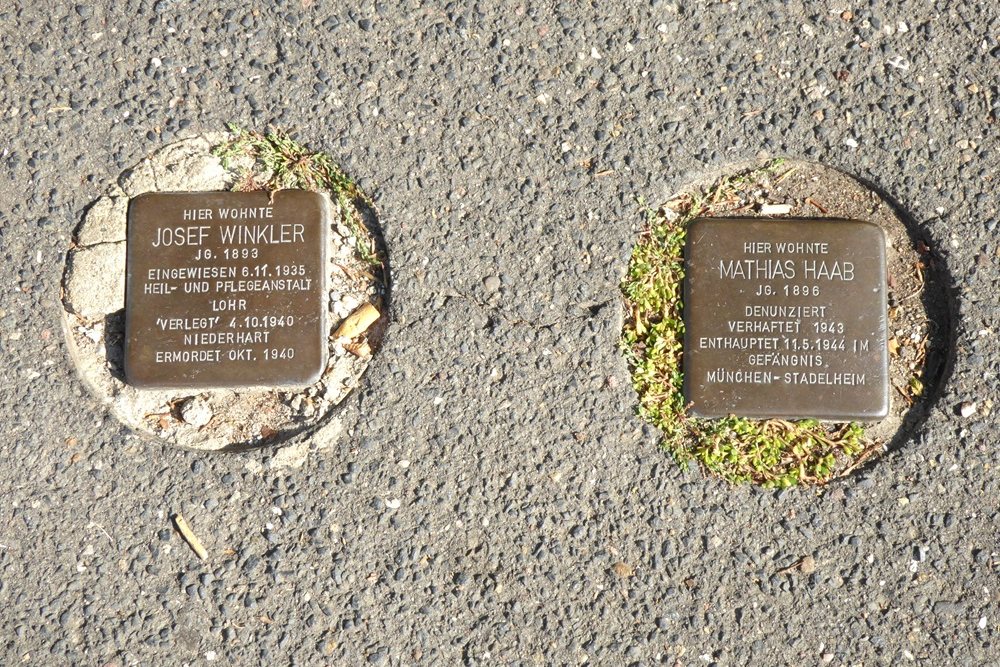 HIER WOHNTE
JOSEF WINKLER
JG. 1893
EINGEWIESEN 6.11.1935
HEIL- UND PFLEGEANSTALT
LOHR
'VERLEGT' 4.10.1940
NIEDERHART
ERMORDET OKT. 1940
HIER WOHNTE
MATHIAS HAAB
JG. 1896
DENUNZIERT
VERHAFTET 1943
ENTHAUPTET 11.5.1944 IM
GEFÄNGNIS
MÜNCHEN-STADELHEIM